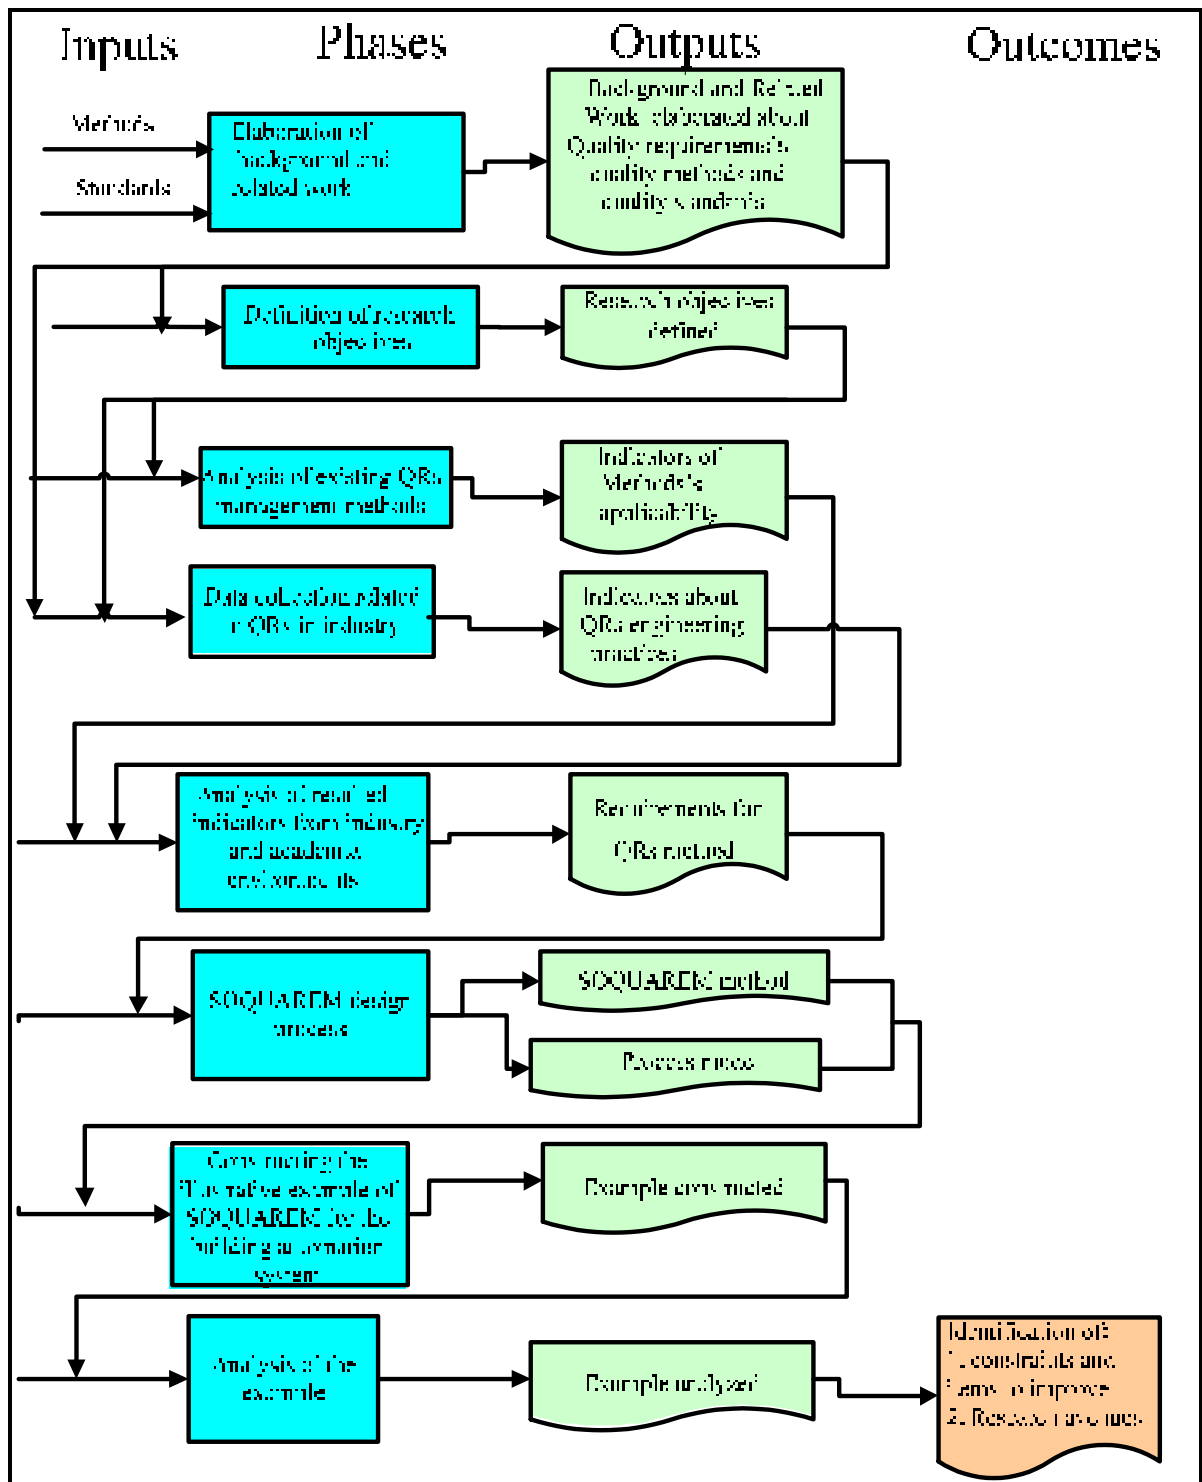 Inputs
Phases
Outputs
Outcomes
Methods
Standards
Elaboration of
background and
related work
Background and Related
Work elaborated about
Quality requirements,
quality methods and
quality standards
Definition of research
objectives
Research objectives
defined
Analysis of existing QRs
management methods
Indicators of
Methods's
applicability
Data collection related
QRs in industry
Indicators about
QRs engineering
practices
Analysis of
indicators from industry
and academic
environments
Requirements for
QRs method
SOQUAREM design
process
SOQUAREM method
Process
Constructing the
illustrative example of
SOQUAREM for the
building automation
system
Example constructed
Analysis of the
example
Example analyzed
Identification of:
1. constraints and
items to improve
2. Research avenues